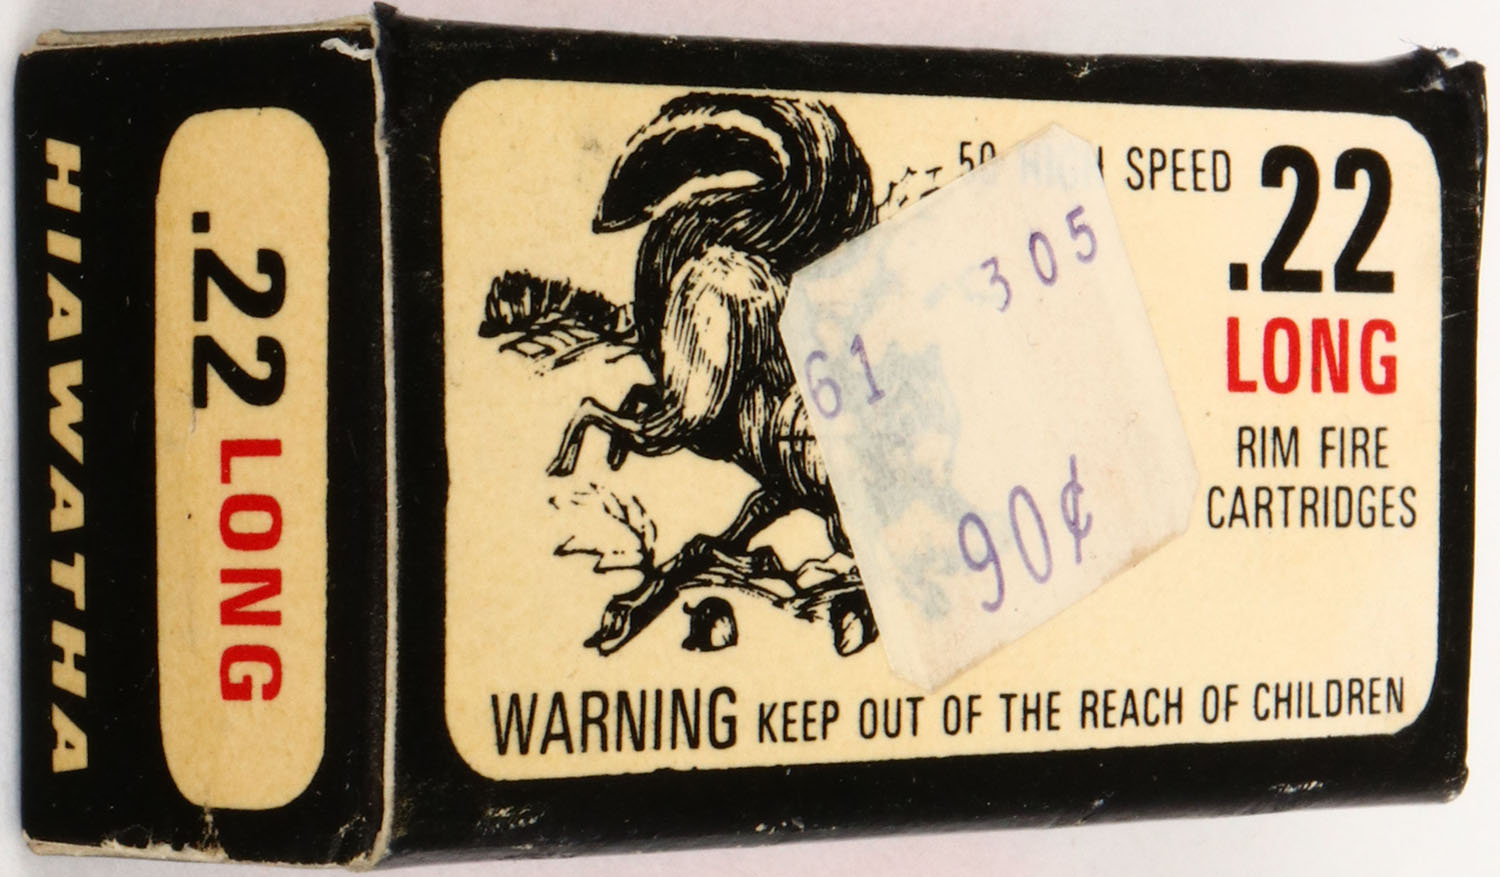 HIAWATHA
.22 LONG
50 HIGH SPEED
.22
LONG
RIM FIRE
CARTRIDGES
305
61
90¢
WARNING KEEP OUT OF THE REACH OF CHILDREN